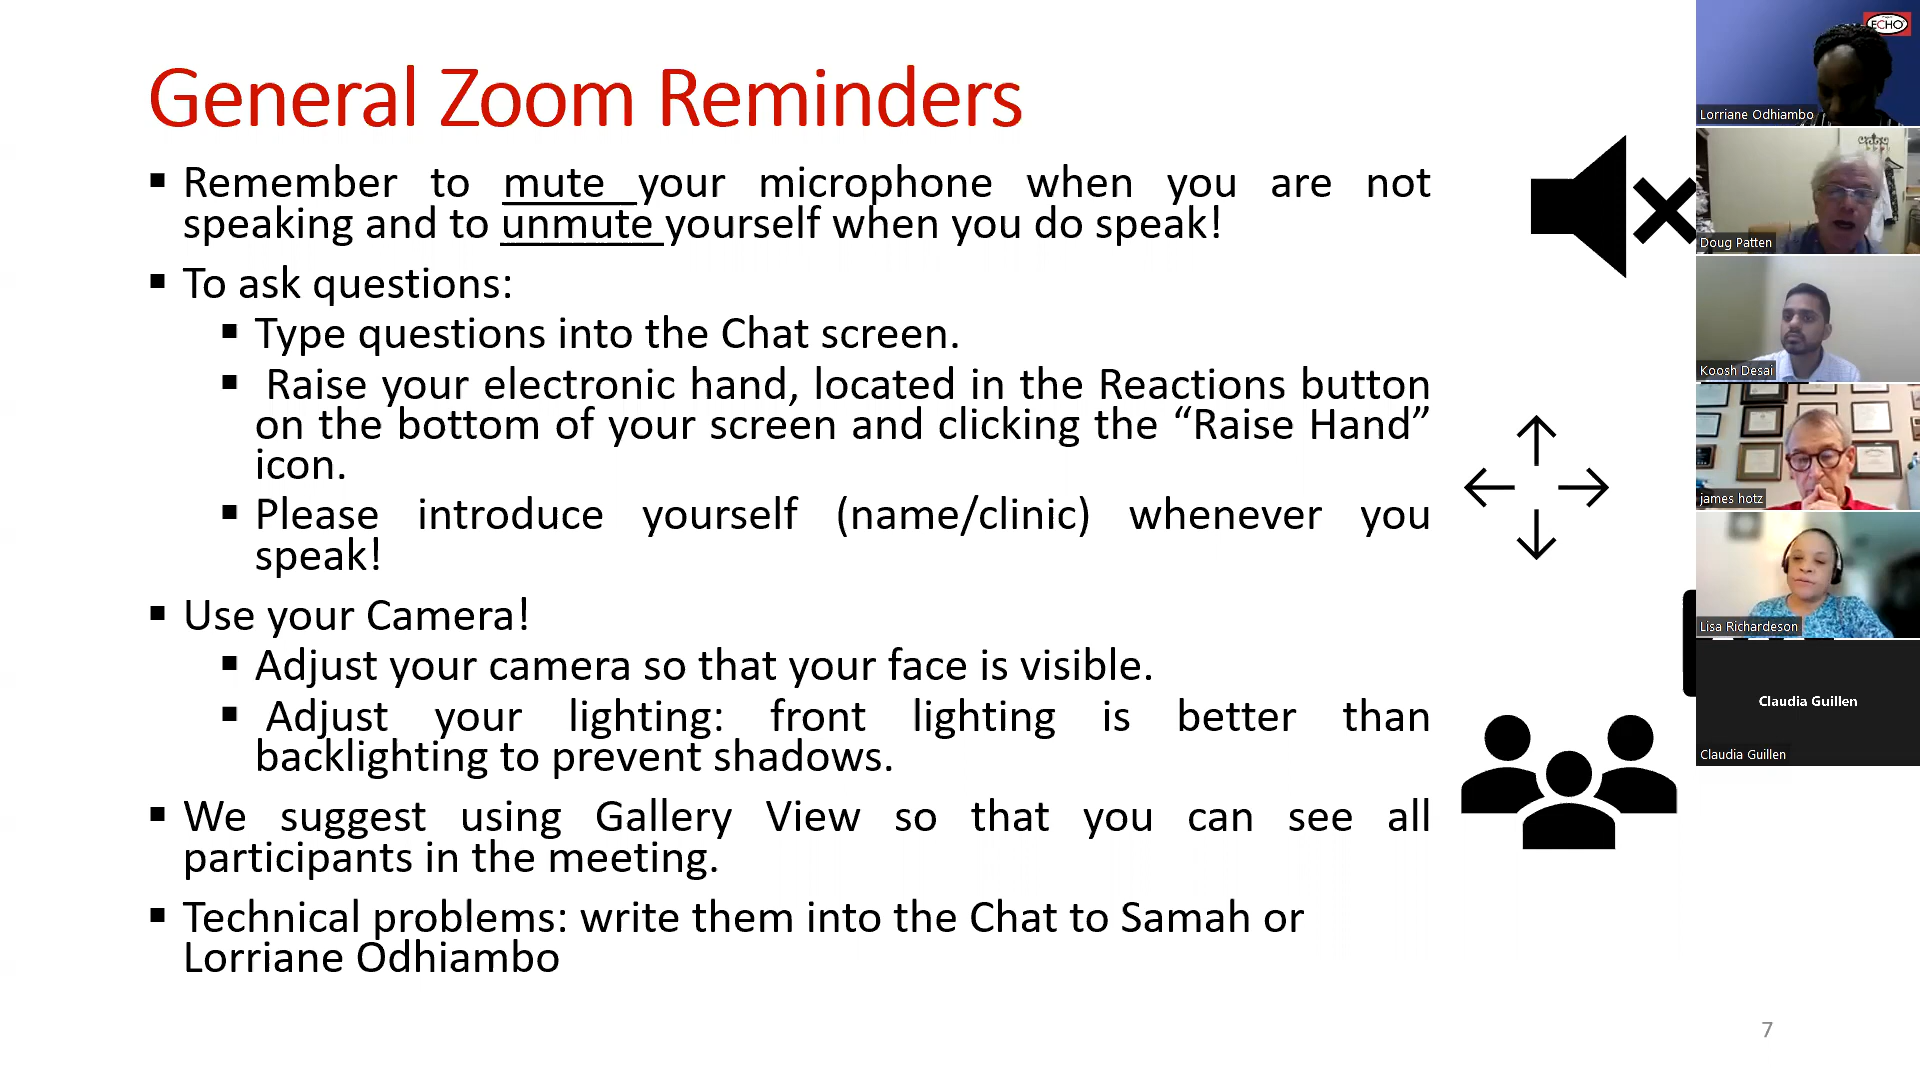 General Zoom Reminders
▪ Remember to mute your microphone when you are not
speaking and to unmute yourself when you do speak!
▪ To ask questions:
▪ Type questions into the Chat screen.
▪ Raise your electronic hand, located in the Reactions button
on the bottom of your screen and clicking the “Raise Hand”
icon.
▪ Please introduce yourself (name/clinic) whenever you
speak!
▪ Use your Camera!
▪ Adjust your camera so that your face is visible.
▪ Adjust your lighting: front lighting is better than
backlighting to prevent shadows.
▪ We suggest using Gallery View so that you can see all
participants in the meeting.
▪ Technical problems: write them into the Chat to Samah or
Lorriane Odhiambo
7
ECHO
Lorriane Odhiambo
Doug Patten
Koosh Desai
james hotz
Lisa Richardeson
Claudia Guillen
Claudia Guillen